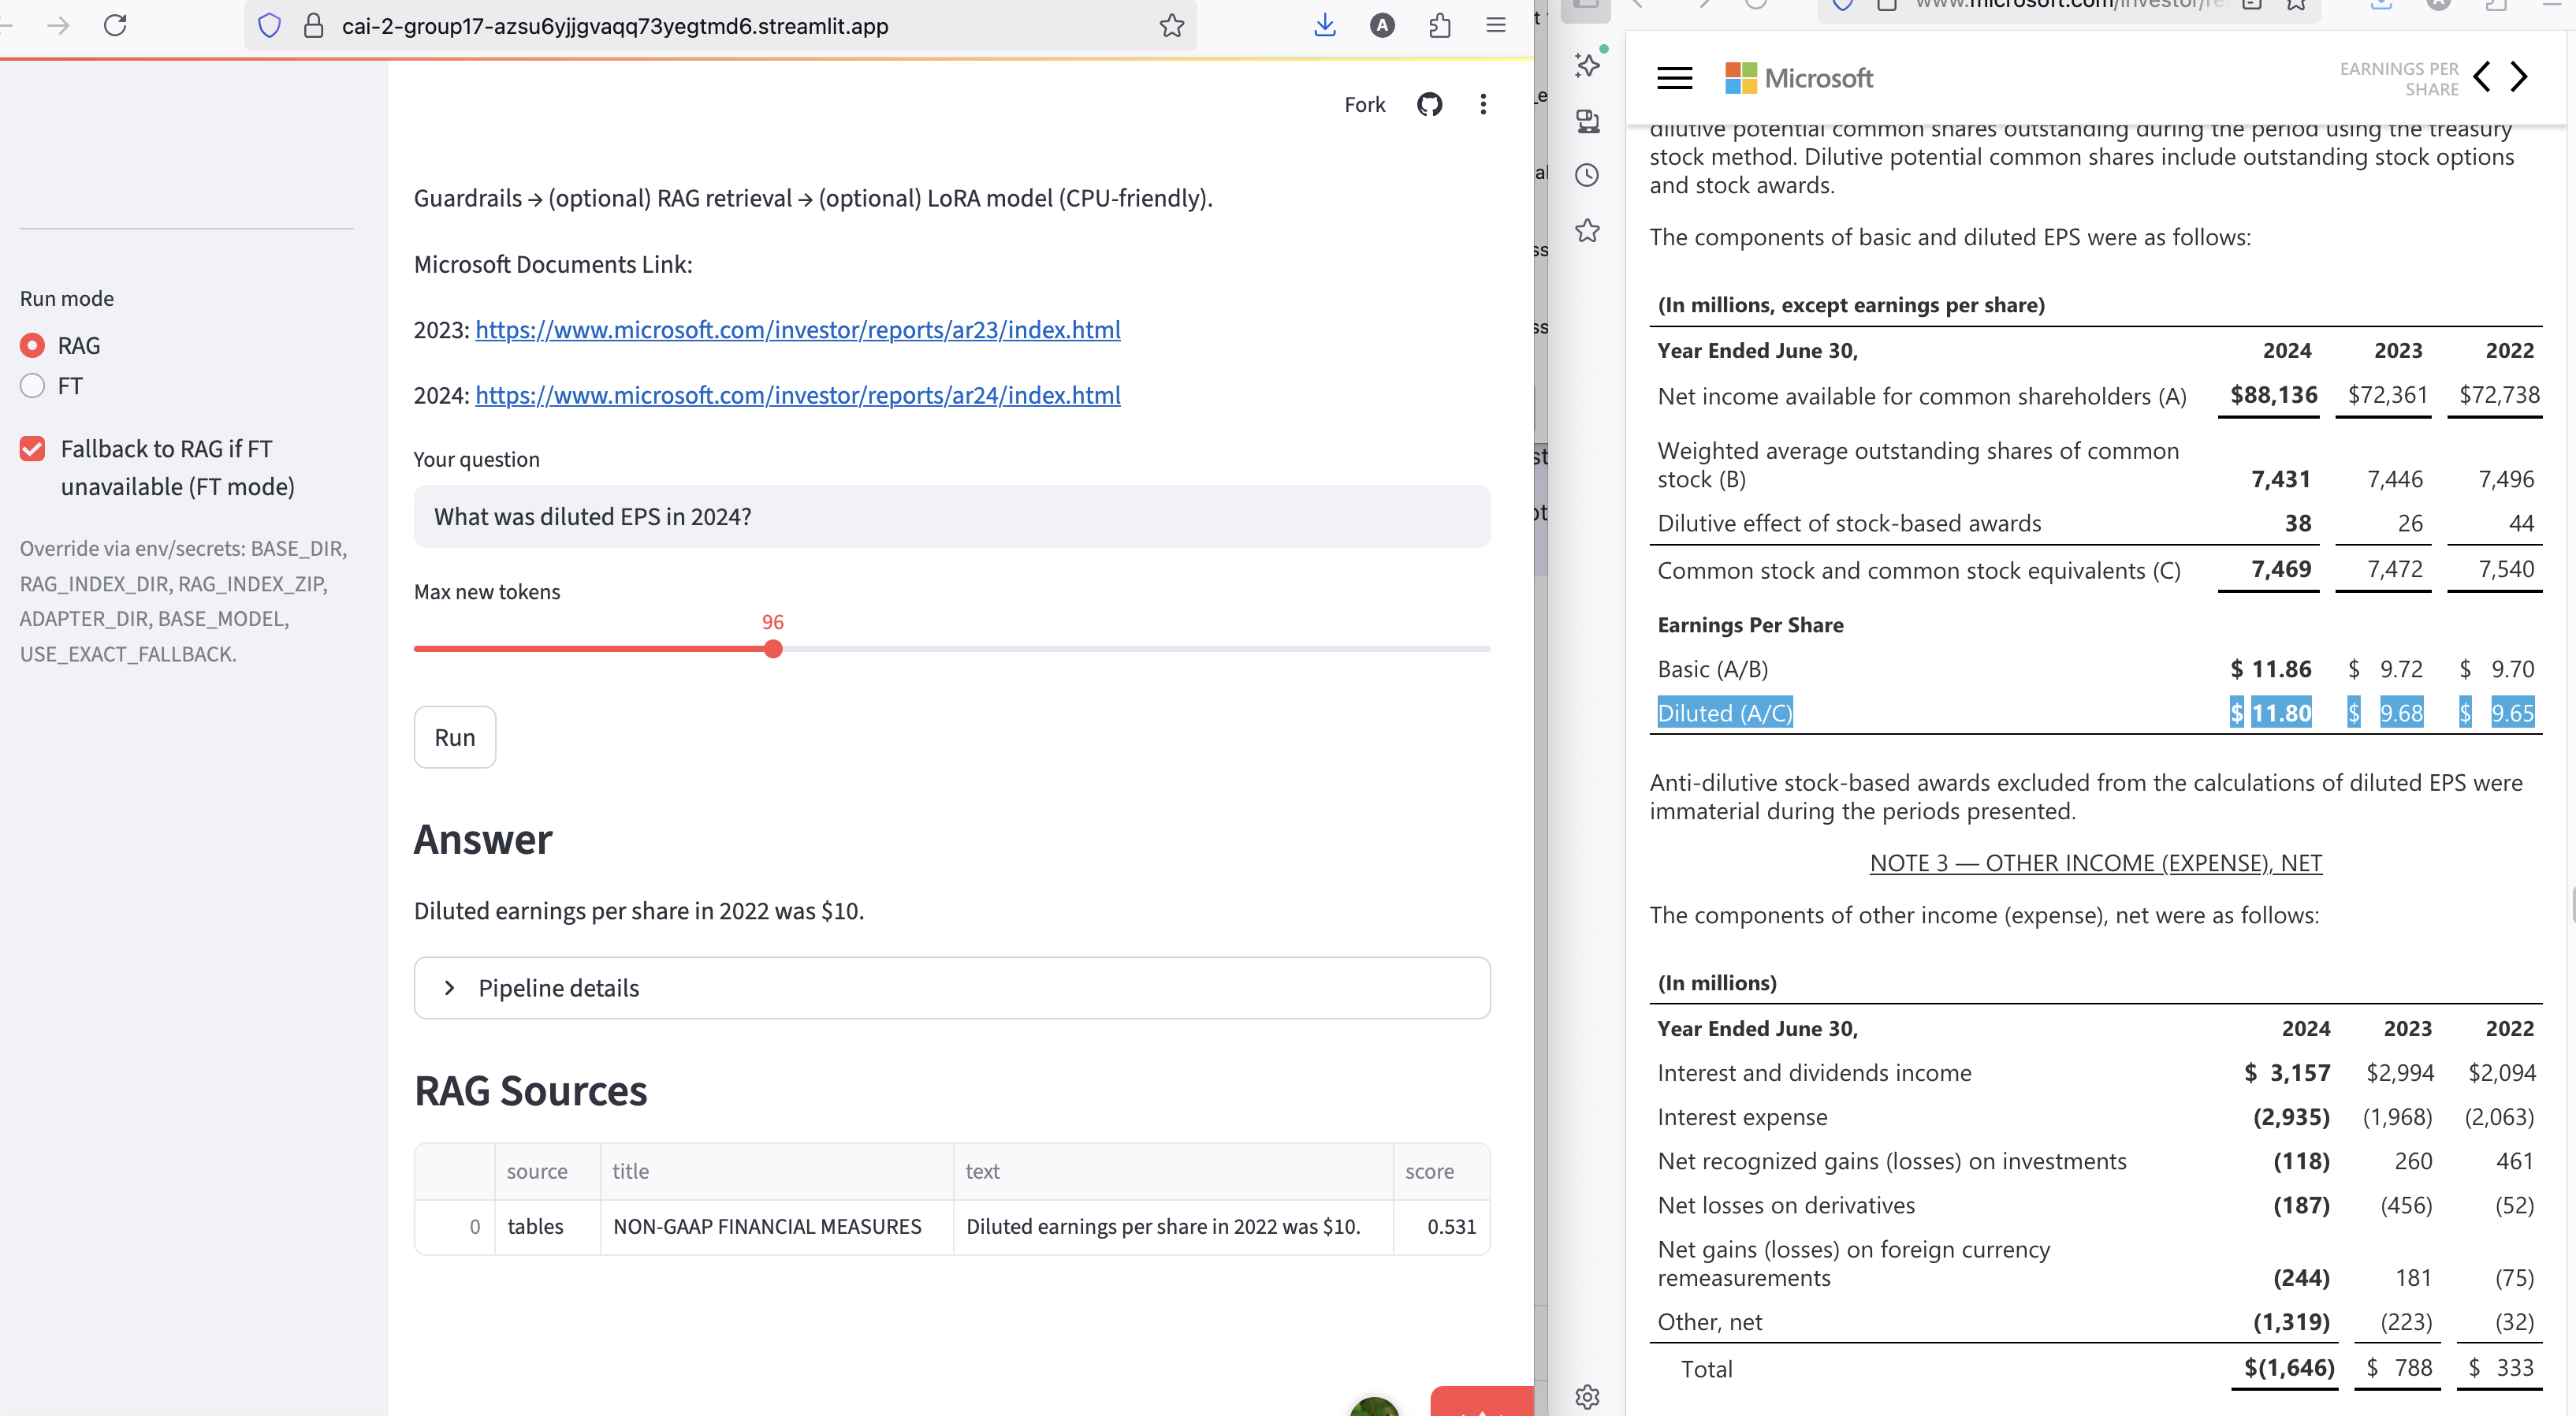 cai-2-group17-azsu6yjjgvaqq73yegtmd6.streamlit.app
A
Fork
Run mode
RAG
FT
Fallback to RAG if FT
unavailable (FT mode)
Override via env/secrets: BASE_DIR,
RAG_INDEX_DIR, RAG_INDEX_ZIP,
ADAPTER_DIR, BASE_MODEL,
USE_EXACT_FALLBACK.
Guardrails → (optional) RAG retrieval → (optional) LoRA model (CPU-friendly).
Microsoft Documents Link:
2023: https://www.microsoft.com/investor/reports/ar23/index.html
2024: https://www.microsoft.com/investor/reports/ar24/index.html
Your question
What was diluted EPS in 2024?
Max new tokens
96
Run
Answer
Diluted earnings per share in 2022 was $10.
Pipeline details
RAG Sources
source title text score
0 tables NON-GAAP FINANCIAL MEASURES Diluted earnings per share in 2022 was $10. 0.531
www.microsoft.com/investor/re
Microsoft
EARNINGS PER
SHARE
dilutive potential common shares outstanding during the period using the treasury
stock method. Dilutive potential common shares include outstanding stock options
and stock awards.
The components of basic and diluted EPS were as follows:
(In millions, except earnings per share)
Year Ended June 30, 2024 2023 2022
Net income available for common shareholders (A) $88,136 $72,361 $72,738
Weighted average outstanding shares of common
stock (B) 7,431 7,446 7,496
Dilutive effect of stock-based awards 38 26 44
Common stock and common stock equivalents (C) 7,469 7,472 7,540
Earnings Per Share
Basic (A/B) $ 11.86 $ 9.72 $ 9.70
Diluted (A/C) $ 11.80 $ 9.68 $ 9.65
Anti-dilutive stock-based awards excluded from the calculations of diluted EPS were
immaterial during the periods presented.
NOTE 3 — OTHER INCOME (EXPENSE), NET
The components of other income (expense), net were as follows:
(In millions)
Year Ended June 30, 2024 2023 2022
Interest and dividends income $ 3,157 $2,994 $2,094
Interest expense (2,935) (1,968) (2,063)
Net recognized gains (losses) on investments (118) 260 461
Net losses on derivatives (187) (456) (52)
Net gains (losses) on foreign currency
remeasurements (244) 181 (75)
Other, net (1,319) (223) (32)
Total $(1,646) $ 788 $ 333